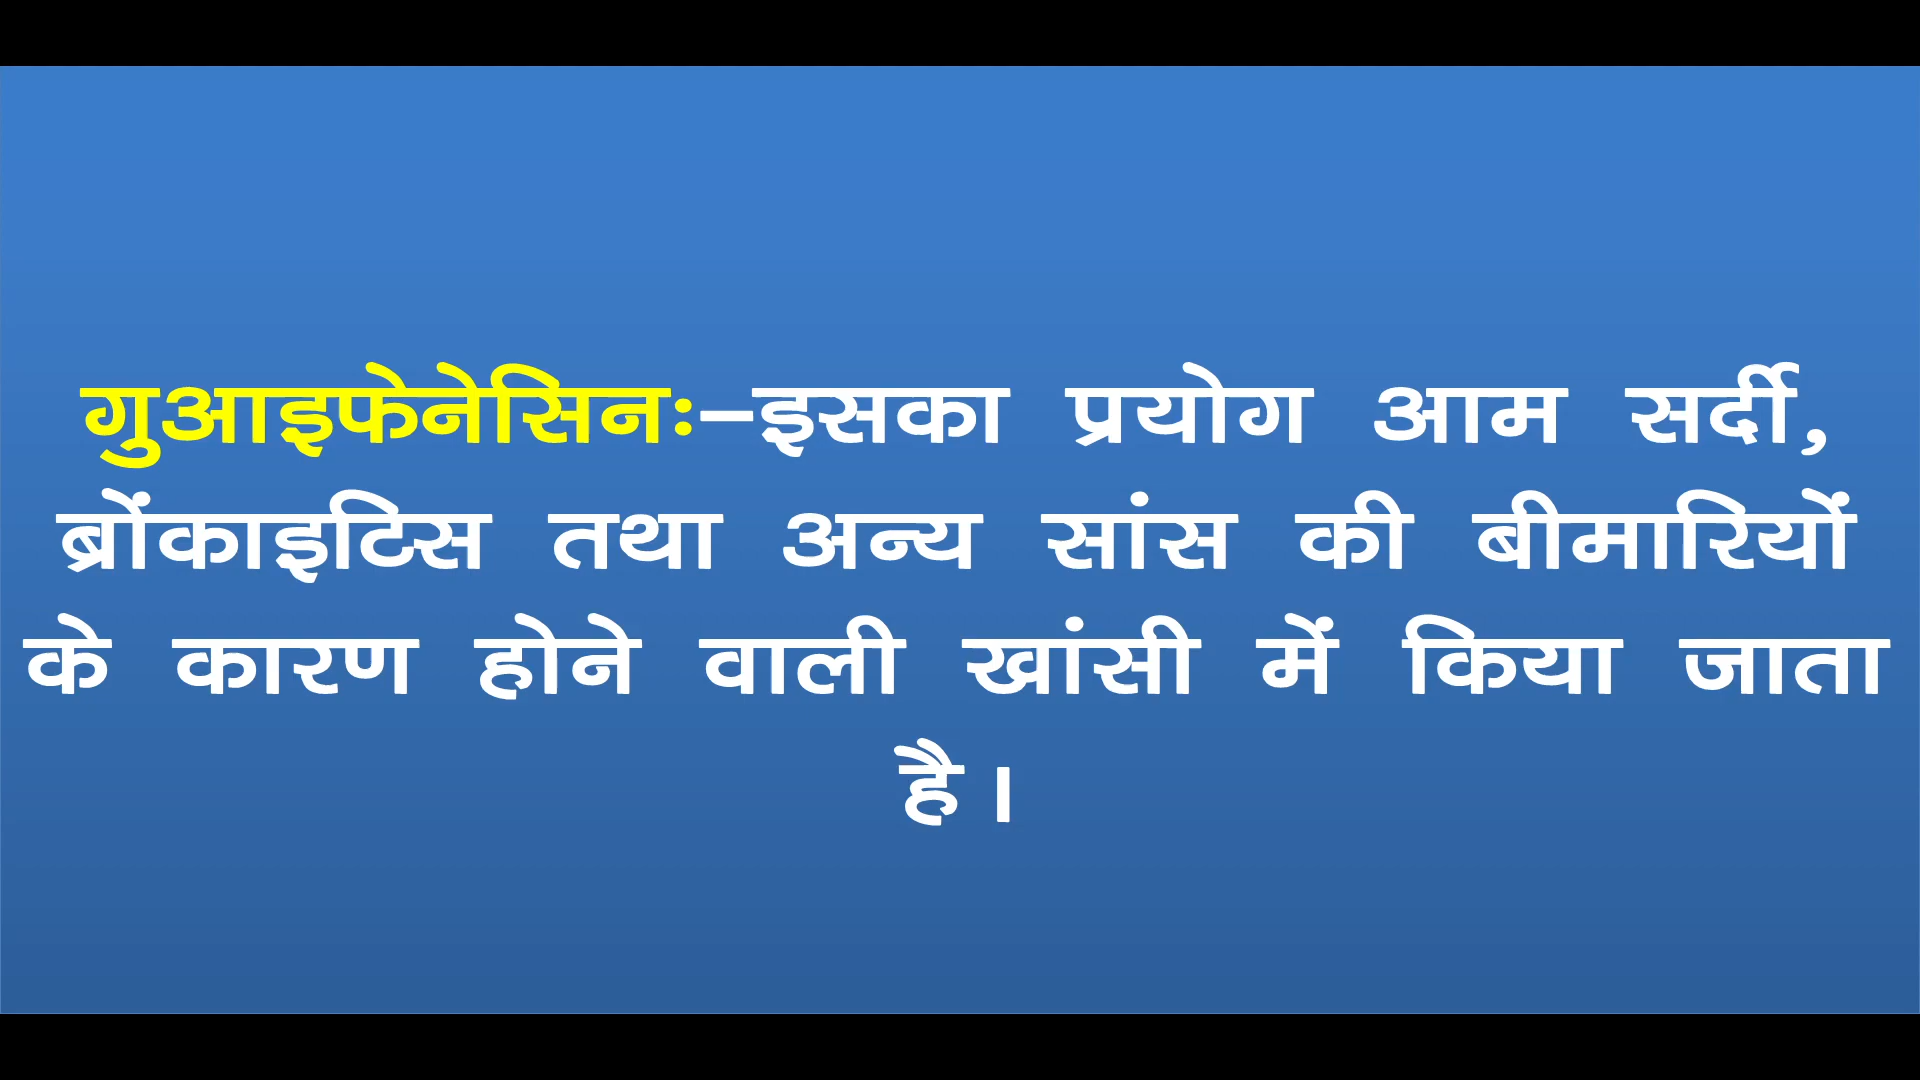 गुआइफेनेसिनः–इसका प्रयोग आम सर्दी,
ब्रोंकाइटिस तथा अन्य सांस की बीमारियों
के कारण होने वाली खांसी में किया जाता
है।